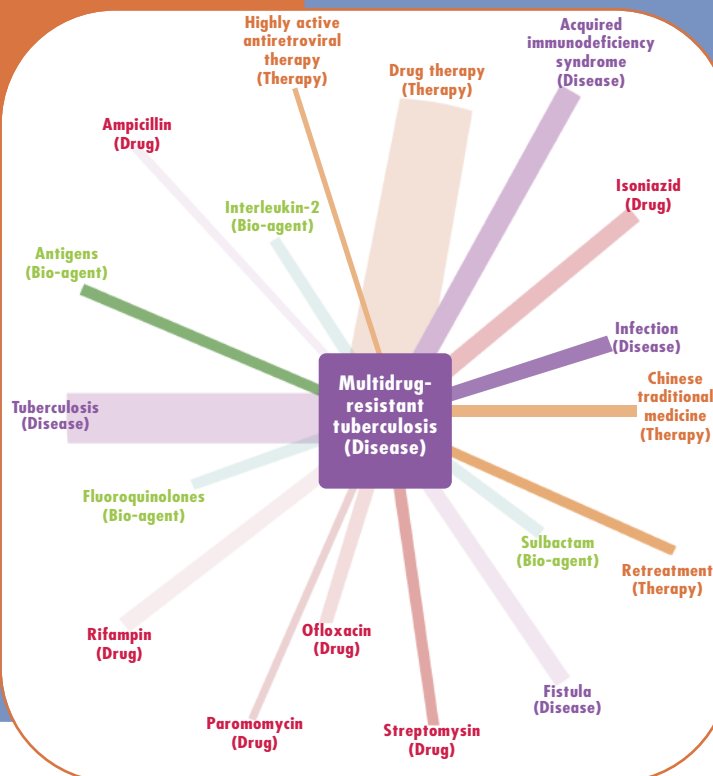 Highly active
antiretroviral
therapy
(Therapy)
Drug therapy
(Therapy)
Acquired
immunodeficiency
syndrome
(Disease)
Ampicillin
(Drug)
Isoniazid
(Drug)
Interleukin-2
(Bio-agent)
Antigens
(Bio-agent)
Infection
(Disease)
Multidrug-
resistant
tuberculosis
(Disease)
Chinese
traditional
medicine
(Therapy)
Tuberculosis
(Disease)
Fluoroquinolones
(Bio-agent)
Sulbactam
(Bio-agent)
Retreatment
(Therapy)
Rifampin
(Drug)
Ofloxacin
(Drug)
Fistula
(Disease)
Paromomycin
(Drug)
Streptomysin
(Drug)